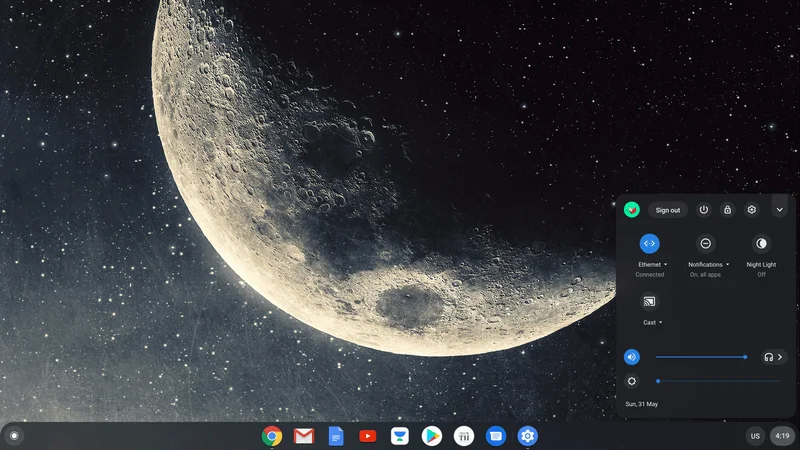 Sign out
Ethernet
Connected
Notifications
On, all apps
Night Light
Off
Cast
Sun, 31 May
US
4:19